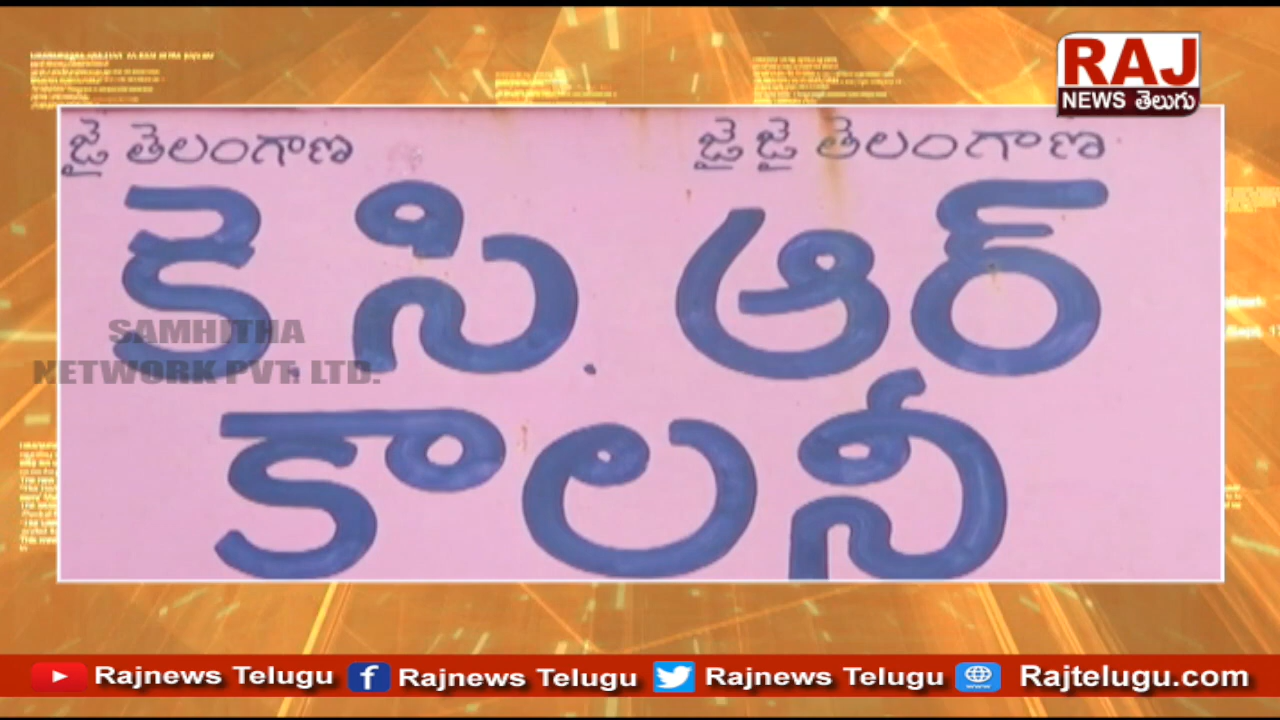 RAJ
NEWS తెలుగు
జై తెలంగాణ జై జై తెలంగాణ
కె.సి.ఆర్
కాలనీ
SAMHITHA
NETWORK PVT. LTD.
Rajnews Telugu Rajnews Telugu Rajnews Telugu Rajtelugu.com